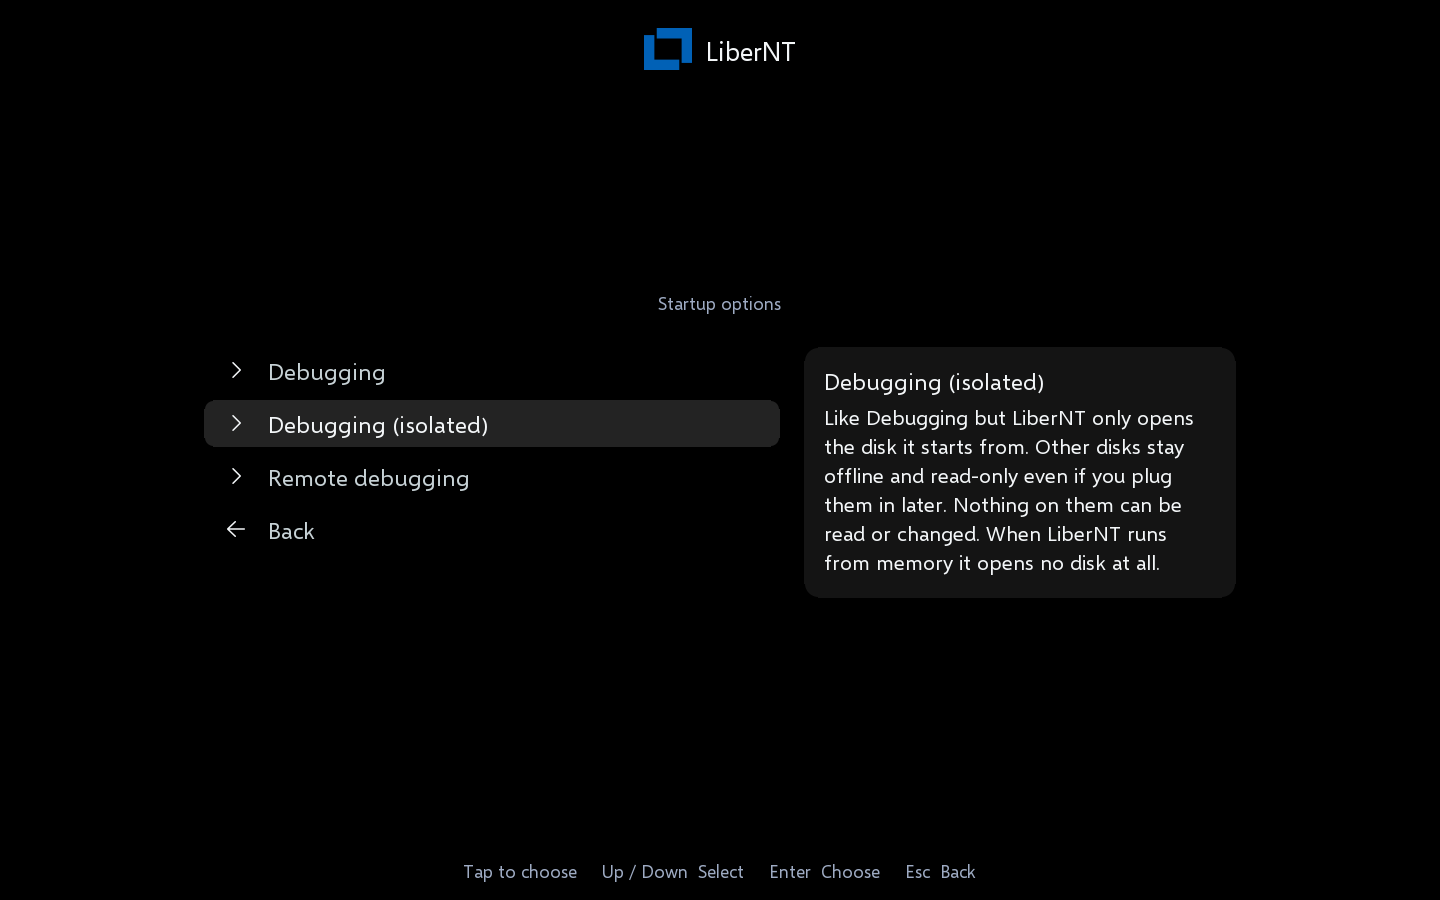 LiberNT
Startup options
Debugging
Debugging (isolated)
Remote debugging
Back
Debugging (isolated)
Like Debugging but LiberNT only opens
the disk it starts from. Other disks stay
offline and read-only even if you plug
them in later. Nothing on them can be
read or changed. When LiberNT runs
from memory it opens no disk at all.
Tap to choose Up / Down Select Enter Choose Esc Back